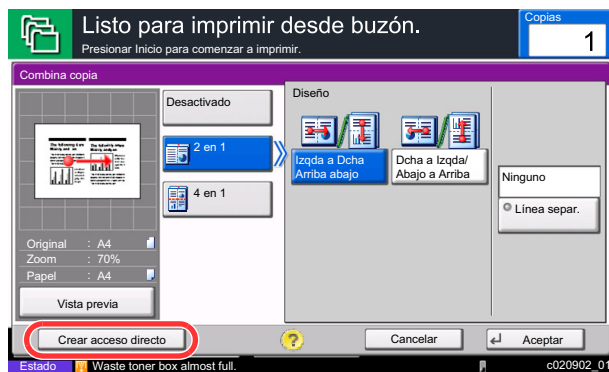 Listo para imprimir desde buzón.
Presionar Inicio para comenzar a imprimir.
Copias
1
Combina copia
Desactivado
2 en 1
4 en 1
Diseño
Izqda a Dcha
Arriba abajo
Dcha a Izqda/
Abajo a Arriba
Ninguno
Línea separ.
Original : A4
Zoom : 70%
Papel : A4
Vista previa
Crear acceso directo
?
Cancelar
Aceptar
Estado
Waste toner box almost full.
c020902_01